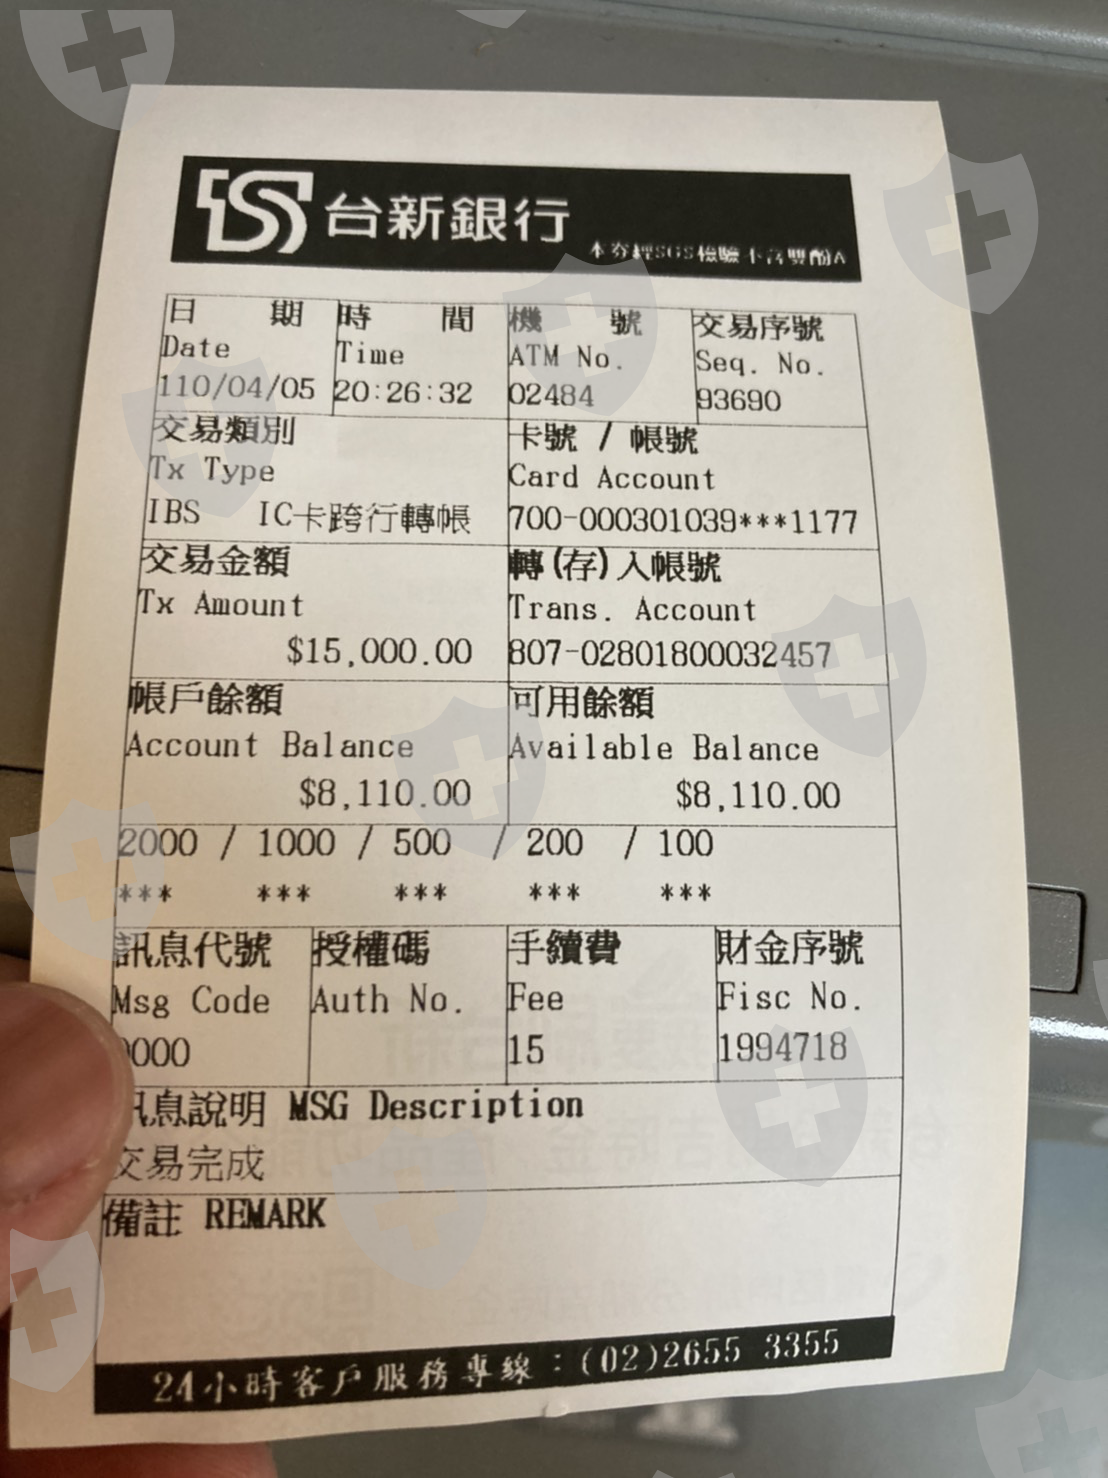 台新銀行
本券經SGS檢驗不含雙酚A
日 期 時 間 機 號 交易序號
Date Time ATM No. Seq. No.
110/04/05 20:26:32 02484 93690
交易類別 卡號 / 帳號
Tx Type Card Account
IBS IC卡跨行轉帳 700-000301039***1177
交易金額 轉(存)入帳號
Tx Amount Trans. Account
$15,000.00 807-02801800032457
帳戶餘額 可用餘額
Account Balance Available Balance
$8,110.00 $8,110.00
2000 / 1000 / 500 / 200 / 100
*** *** *** *** ***
訊息代號 授權碼 手續費 財金序號
Msg Code Auth No. Fee Fisc No.
0000 15 1994718
訊息說明 MSG Description
交易完成
備註 REMARK
24小時客戶服務專線：(02)2655 3355